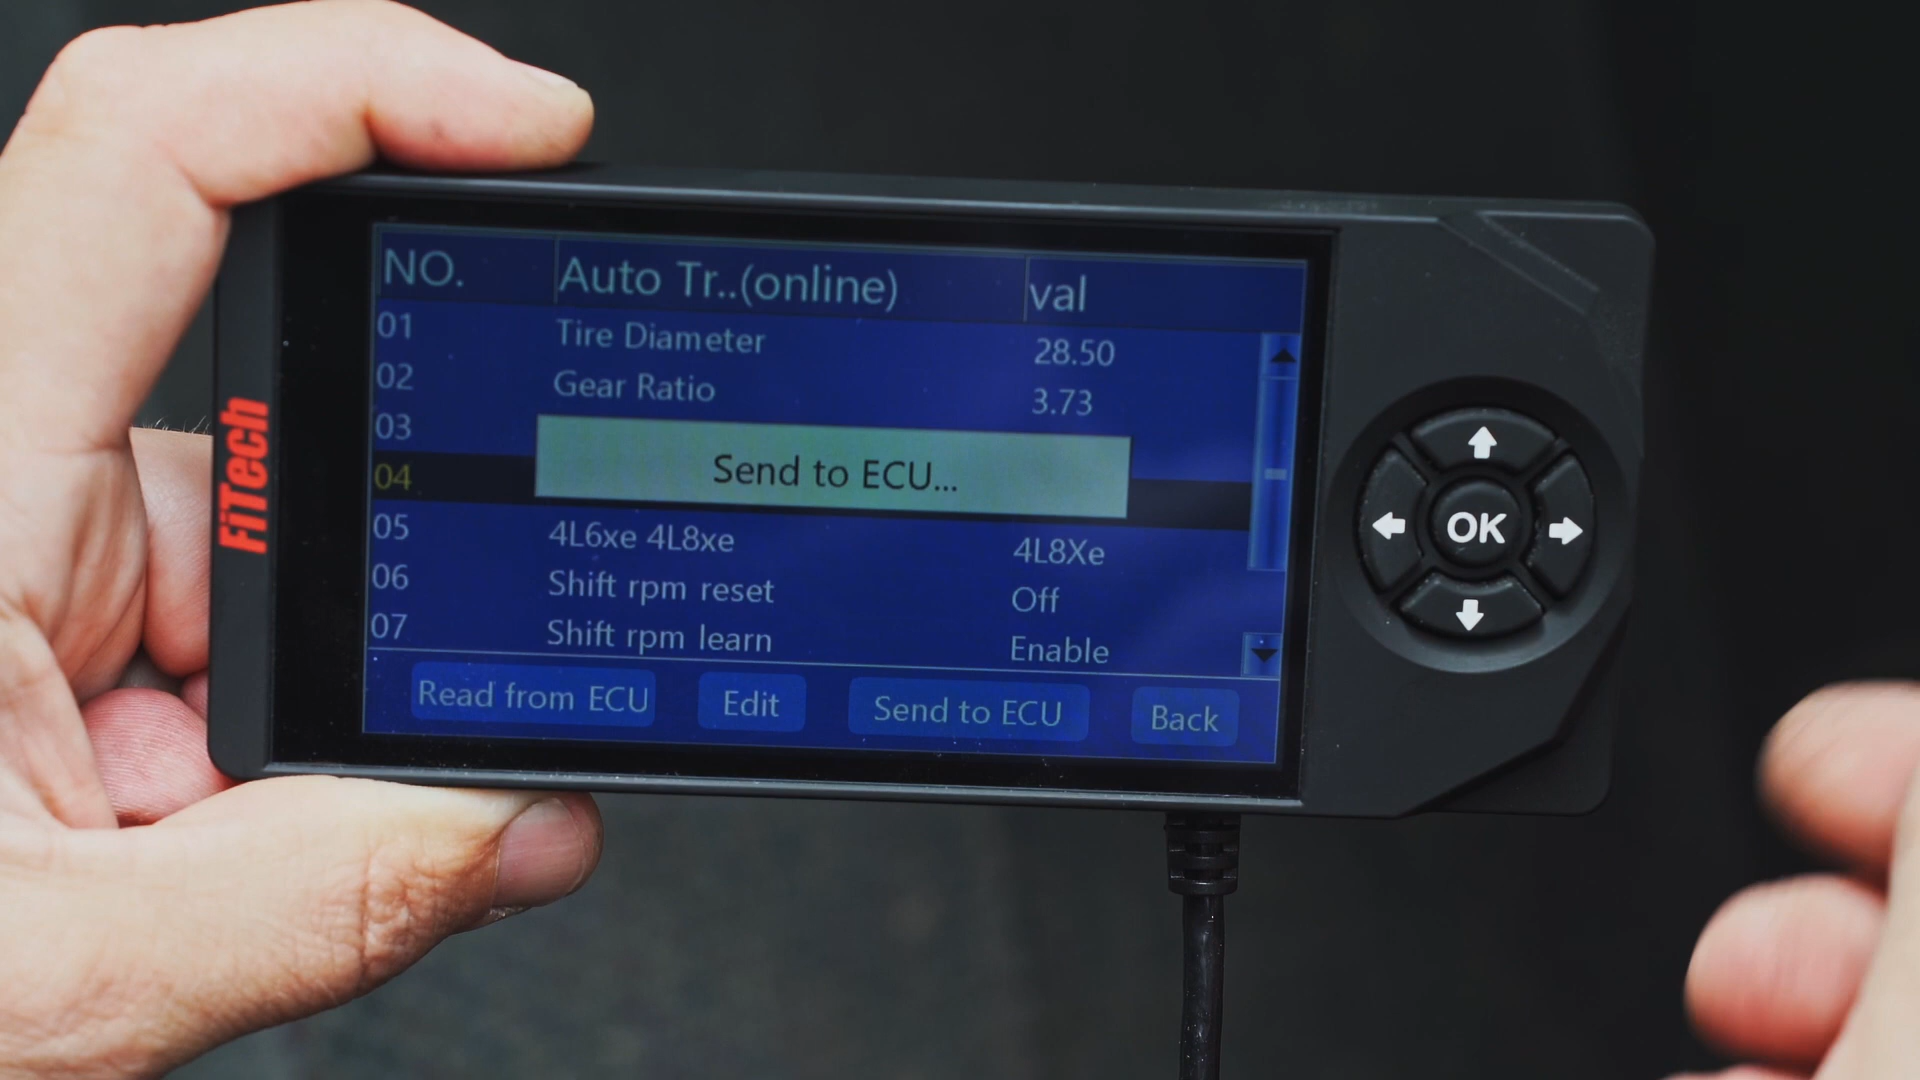 FiTech
NO. Auto Tr..(online) val
01 Tire Diameter 28.50
02 Gear Ratio 3.73
03
04
Send to ECU...
05 4L6xe 4L8xe 4L8Xe
06 Shift rpm reset Off
07 Shift rpm learn Enable
Read from ECU Edit Send to ECU Back
OK